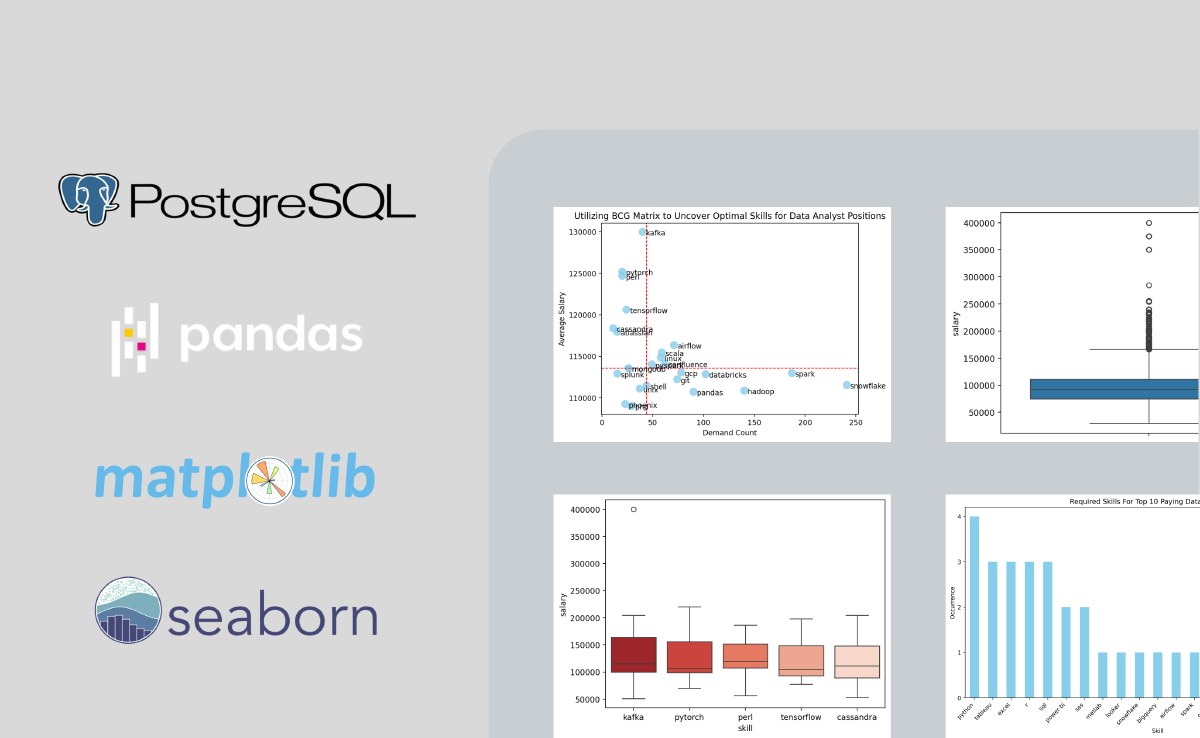 PostgreSQL
pandas
matplotlib
seaborn
Utilizing BCG Matrix to Uncover Optimal Skills for Data Analyst Positions
130000
125000
120000
115000
110000
Average Salary
kafka
pytorch
perl
tensorflow
cassandra
atlassian
airflow
scala
linux
confluence
pyspark
mongodb
gcp
databricks
spark
splunk
git
shell
unix
pandas
hadoop
snowflake
phoenix
0 50 100 150 200 250
Demand Count
400000
350000
300000
250000
200000
150000
100000
50000
salary
400000
350000
300000
250000
200000
150000
100000
50000
salary
kafka pytorch perl tensorflow cassandra
skill
Required Skills For Top 10 Paying Data
4
3
2
1
0
Occurrence
python tableau excel r sql power bi sas matlab looker snowflake bigquery airflow spark
Skill